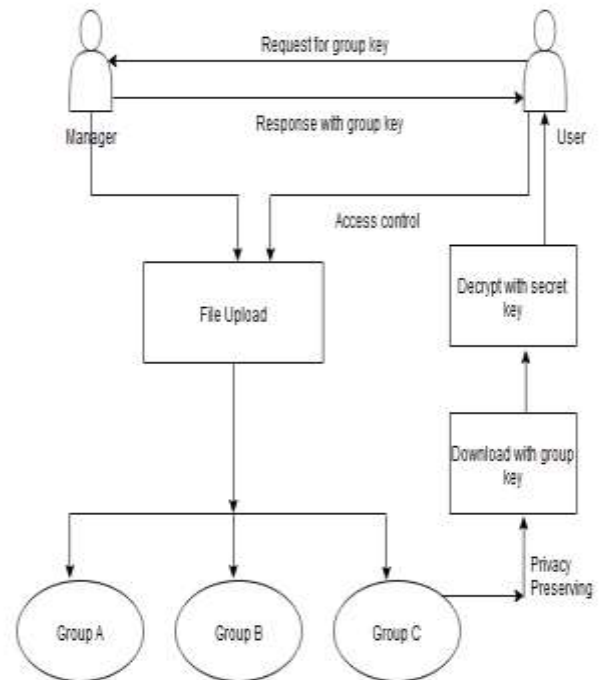 Request for group key
Response with group key
Manager
User
Access control
File Upload
Decrypt with secret
key
Download with group
key
Privacy
Preserving
Group A
Group B
Group C